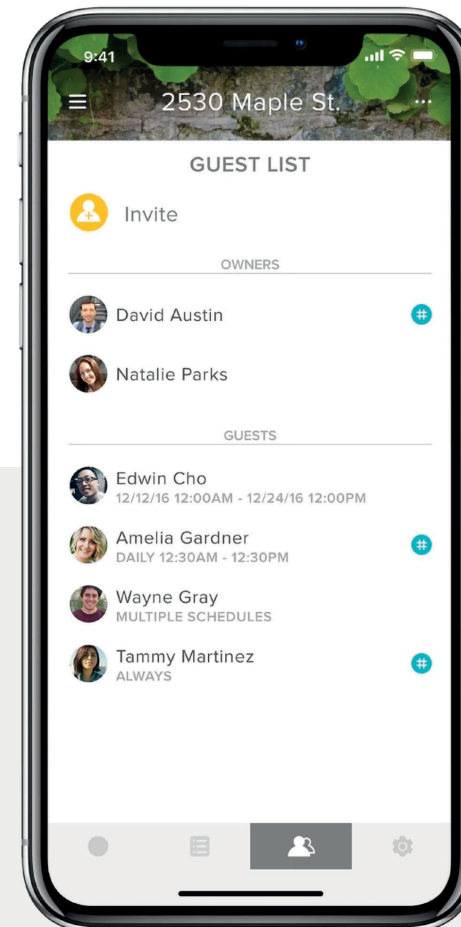 9:41
2530 Maple St.
GUEST LIST
Invite
OWNERS
David Austin
#
Natalie Parks
GUESTS
Edwin Cho
12/12/16 12:00AM - 12/24/16 12:00PM
Amelia Gardner
DAILY 12:30AM - 12:30PM
#
Wayne Gray
MULTIPLE SCHEDULES
Tammy Martinez
ALWAYS
#